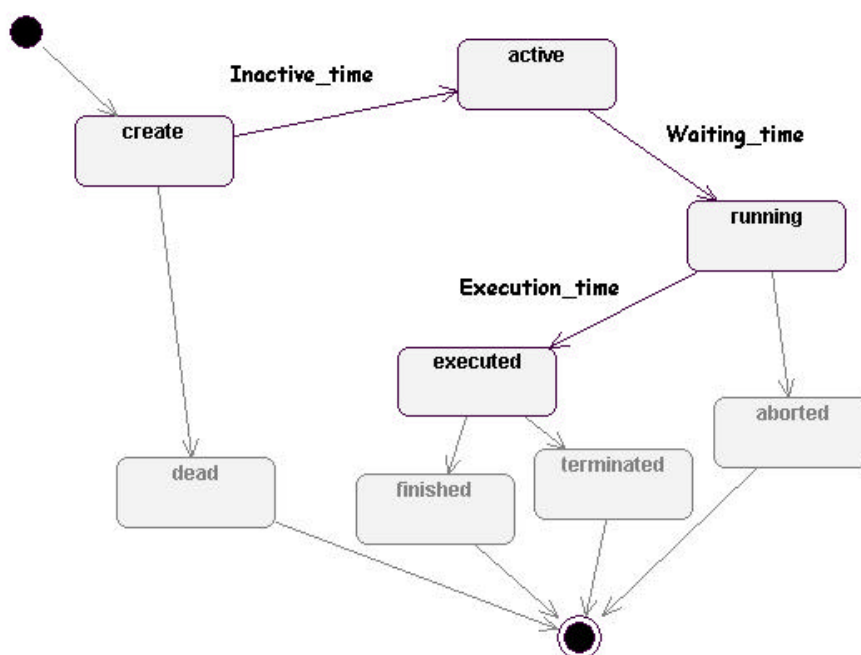 active
Inactive_time
create
Waiting_time
running
Execution_time
executed
aborted
dead
terminated
finished